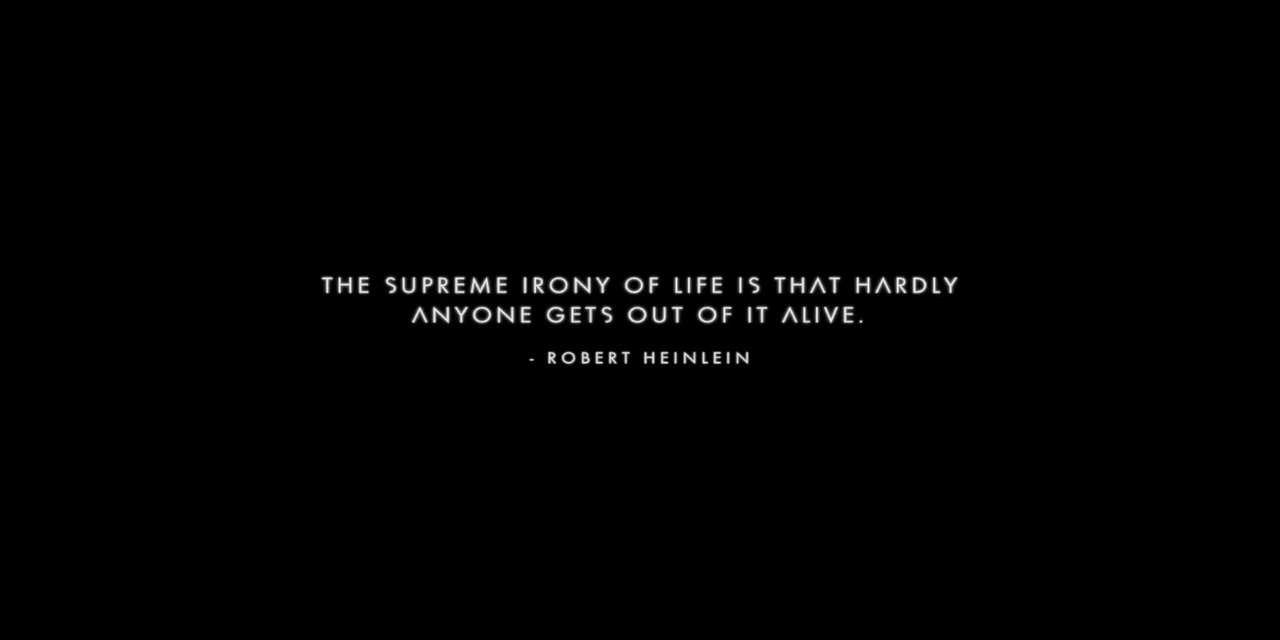 THE SUPREME IRONY OF LIFE IS THAT HARDLY
ANYONE GETS OUT OF IT ALIVE.
- ROBERT HEINLEIN